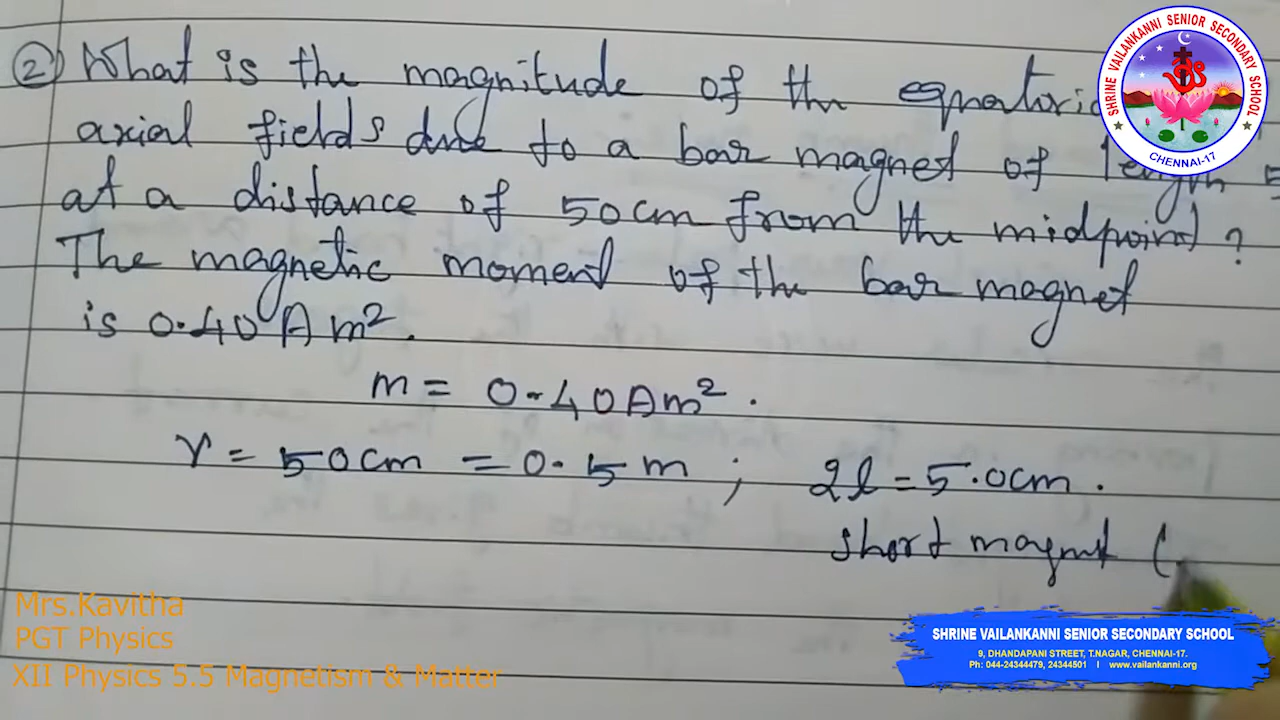 ② What is the magnitude of the
axial fields due to a bar magnet of length 5
at a distance of 50cm from the midpoint?
The magnetic moment of the bar magnet
is 0.40 Am².
m = 0.40Am².
r = 50cm = 0.5m ; 2l = 5.0cm.
short magnet (
SHRINE VAILANKANNI SENIOR SECONDARY SCHOOL
CHENNAI-17
Mrs.Kavitha
PGT Physics
XII Physics 5.5 Magnetism & Matter
SHRINE VAILANKANNI SENIOR SECONDARY SCHOOL
9, DHANDAPANI STREET, T.NAGAR, CHENNAI-17.
Ph: 044-24344479, 24344501 | www.vailankanni.org